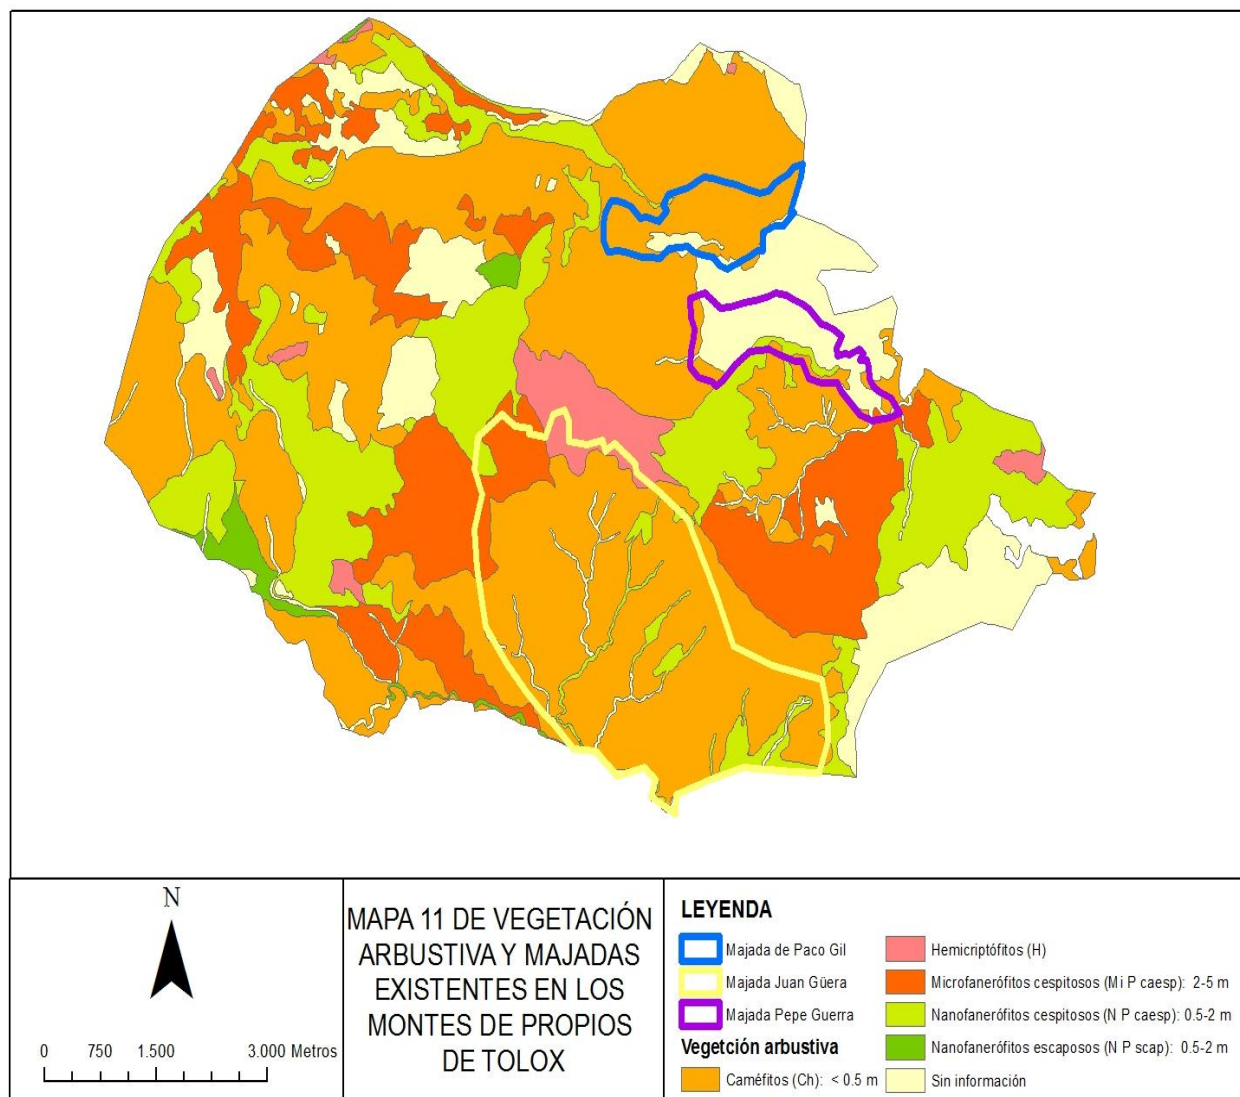 N
0 750 1.500 3.000 Metros
MAPA 11 DE VEGETACIÓN
ARBUSTIVA Y MAJADAS
EXISTENTES EN LOS
MONTES DE PROPIOS
DE TOLOX
LEYENDA
Majada de Paco Gil
Majada Juan Güera
Majada Pepe Guerra
Vegetción arbustiva
Caméfitos (Ch): < 0.5 m
Hemicriptófitos (H)
Microfanerófitos cespitosos (Mi P caesp): 2-5 m
Nanofanerófitos cespitosos (N P caesp): 0.5-2 m
Nanofanerófitos escaposos (N P scap): 0.5-2 m
Sin información